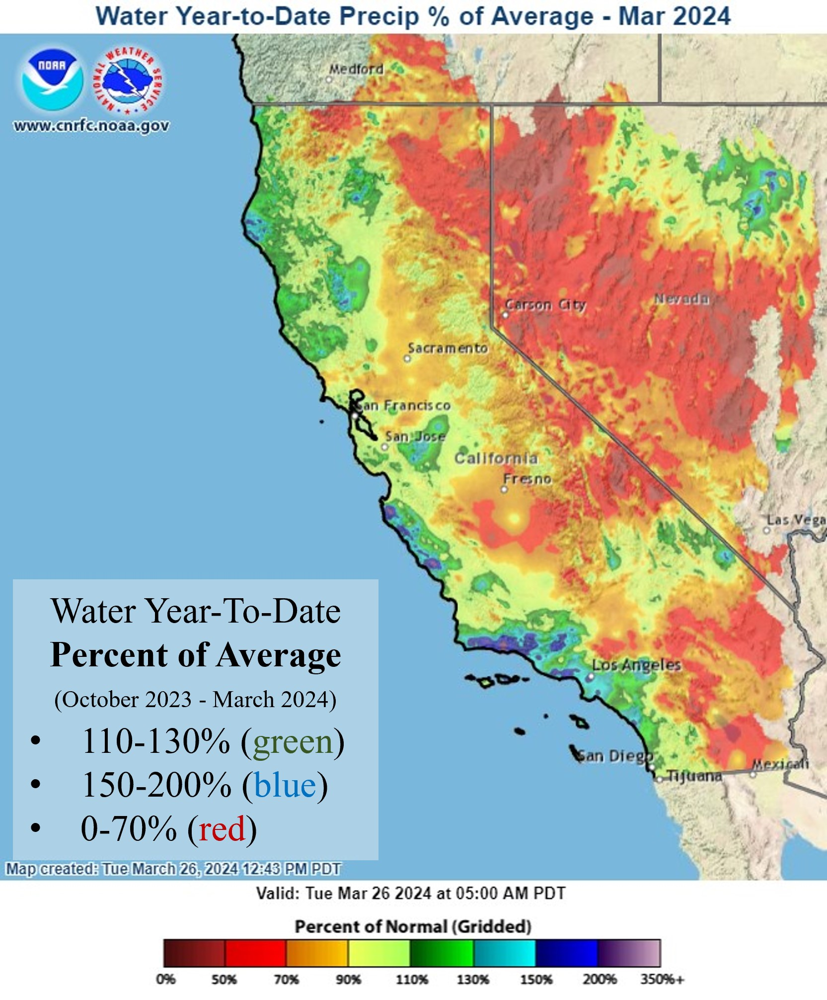 Water Year-to-Date Precip % of Average - Mar 2024
NOAA
NATIONAL WEATHER SERVICE
www.cnrfc.noaa.gov
Medford
Carson City
Nevada
Sacramento
San Francisco
San Jose
California
Fresno
Las Vega
Los Angeles
San Diego
Tijuana
Mexicali
Water Year-To-Date
Percent of Average
(October 2023 - March 2024)
• 110-130% (green)
• 150-200% (blue)
• 0-70% (red)
Map created: Tue March 26, 2024 12:43 PM PDT
Valid: Tue Mar 26 2024 at 05:00 AM PDT
Percent of Normal (Gridded)
0% 50% 70% 90% 110% 130% 150% 200% 350%+